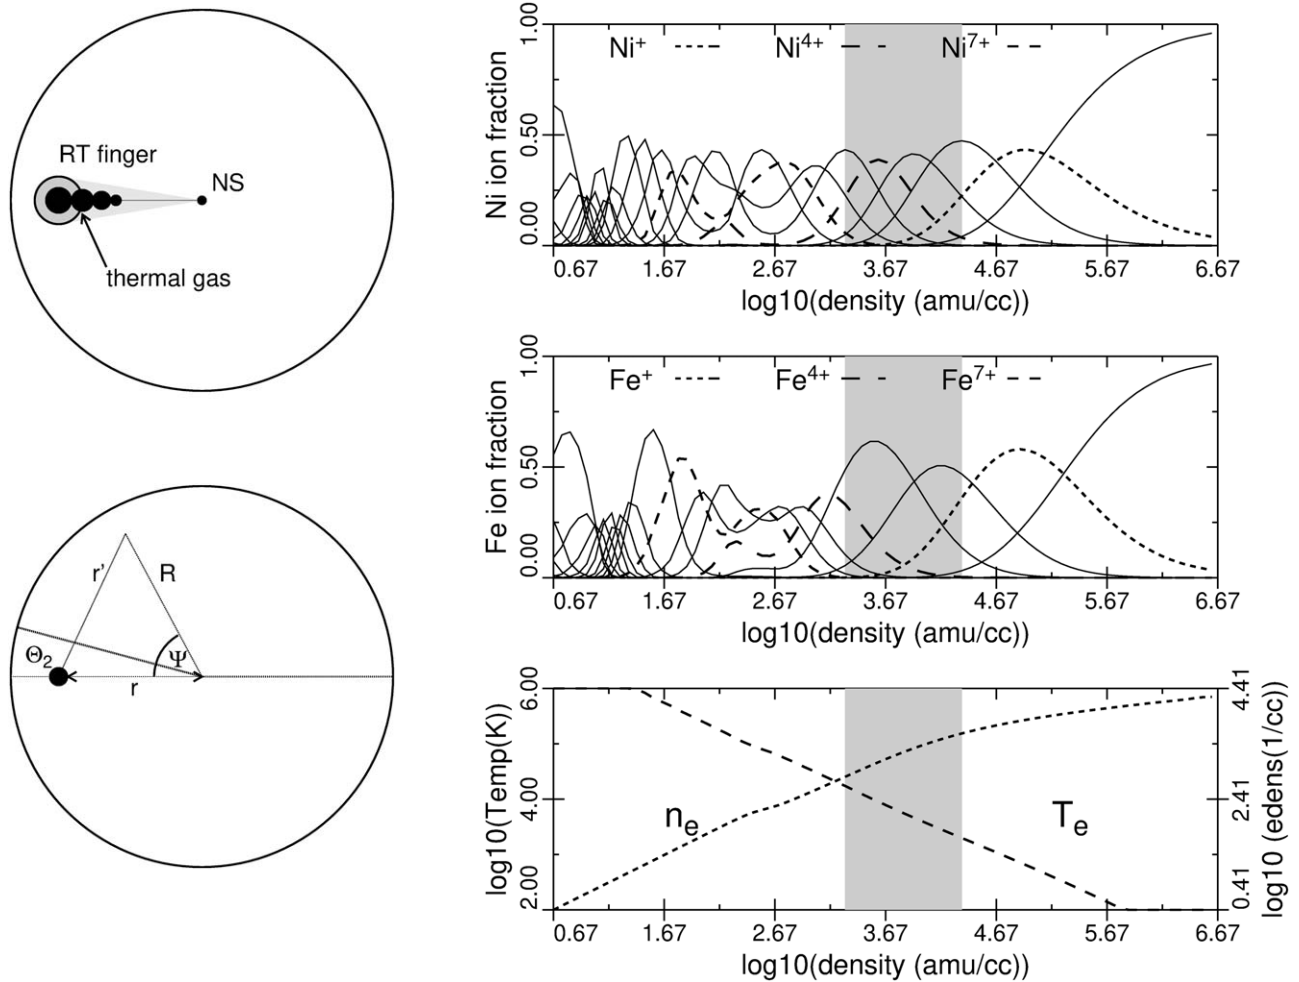 RT finger
NS
thermal gas
r'
R
Θ₂
Ψ
r
Ni ion fraction
1.00
0.50
0.00
Ni⁺
Ni⁴⁺
Ni⁷⁺
0.67 1.67 2.67 3.67 4.67 5.67 6.67
log10(density (amu/cc))
Fe ion fraction
1.00
0.50
0.00
Fe⁺
Fe⁴⁺
Fe⁷⁺
0.67 1.67 2.67 3.67 4.67 5.67 6.67
log10(density (amu/cc))
log10(Temp(K))
6.00
4.00
2.00
nₑ
Tₑ
4.41
2.41
0.41
log10 (edens(1/cc))
0.67 1.67 2.67 3.67 4.67 5.67 6.67
log10(density (amu/cc))